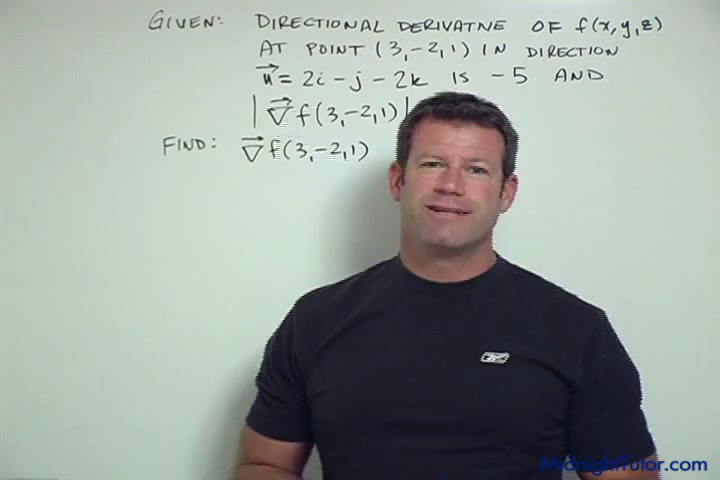 GIVEN: DIRECTIONAL DERIVATIVE OF f(x,y,z)
AT POINT (3,-2,1) IN DIRECTION
u⃗ = 2i - j - 2k IS -5 AND
|∇⃗f(3,-2,1)|
FIND: ∇⃗f(3,-2,1)
MidnightTutor.com